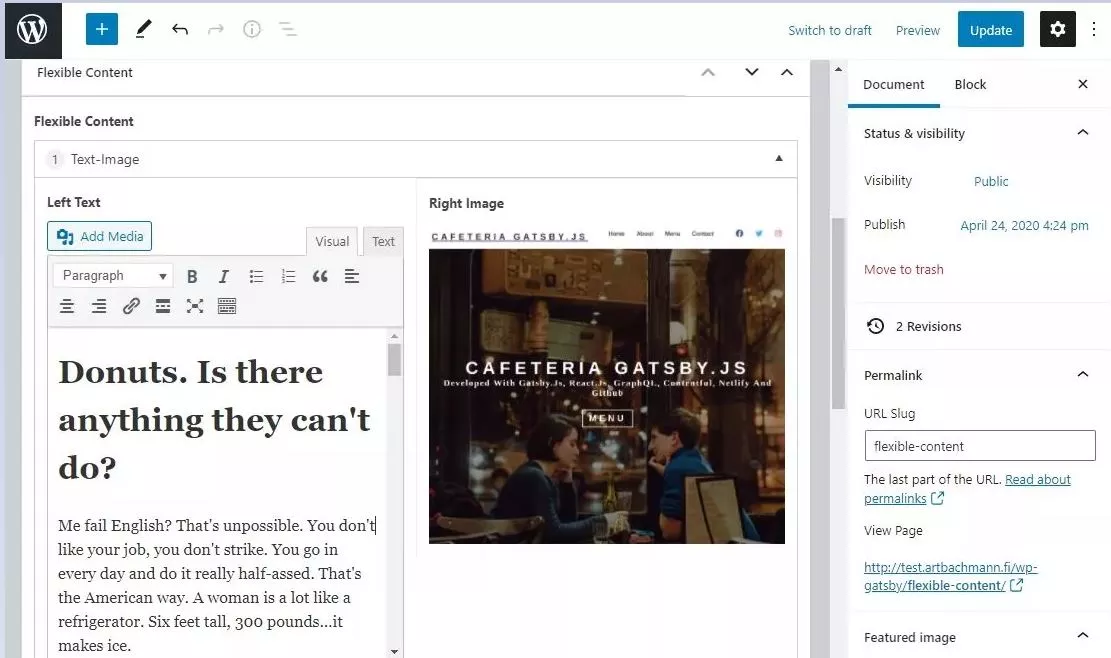 Switch to draft
Preview
Update
Flexible Content
Flexible Content
1 Text-Image
Left Text
Add Media
Visual
Text
Paragraph
B
I
Donuts. Is there
anything they can't
do?
Me fail English? That's unpossible. You don't
like your job, you don't strike. You go in
every day and do it really half-assed. That's
the American way. A woman is a lot like a
refrigerator. Six feet tall, 300 pounds...it
makes ice.
Right Image
CAFETERIA GATSBY.JS
Home About Menu Contact
CAFETERIA GATSBY.JS
Developed With Gatsby.Js, React.Js, GraphQL, Contentful, Netlify And
Github
MENU
Document
Block
Status & visibility
Visibility
Public
Publish
April 24, 2020 4:24 pm
Move to trash
2 Revisions
Permalink
URL Slug
flexible-content
The last part of the URL. Read about
permalinks
View Page
http://test.artbachmann.fi/wp-
gatsby/flexible-content/
Featured image